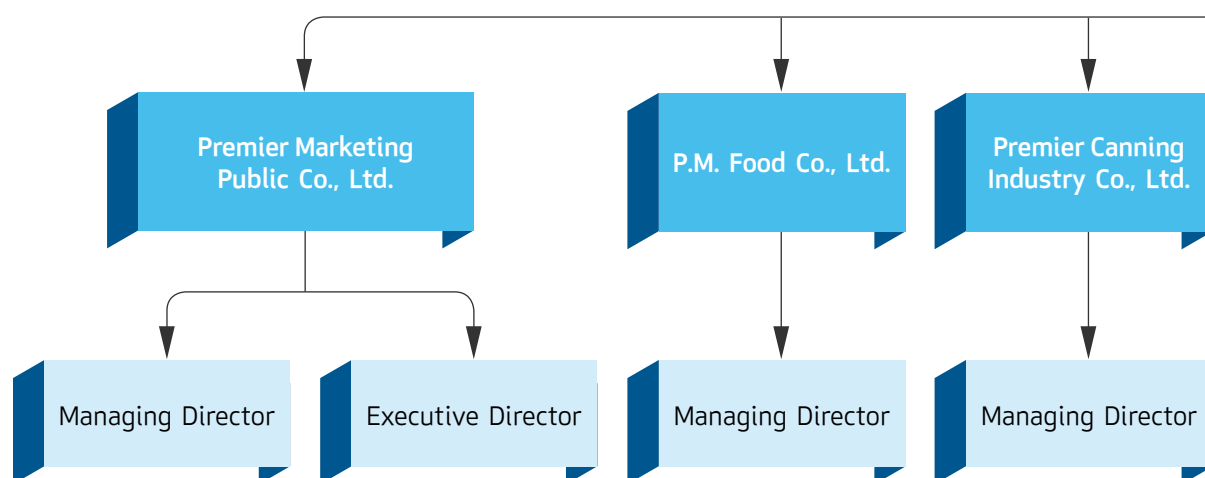 Premier Marketing
Public Co., Ltd.
P.M. Food Co., Ltd.
Premier Canning
Industry Co., Ltd.
Managing Director
Executive Director
Managing Director
Managing Director